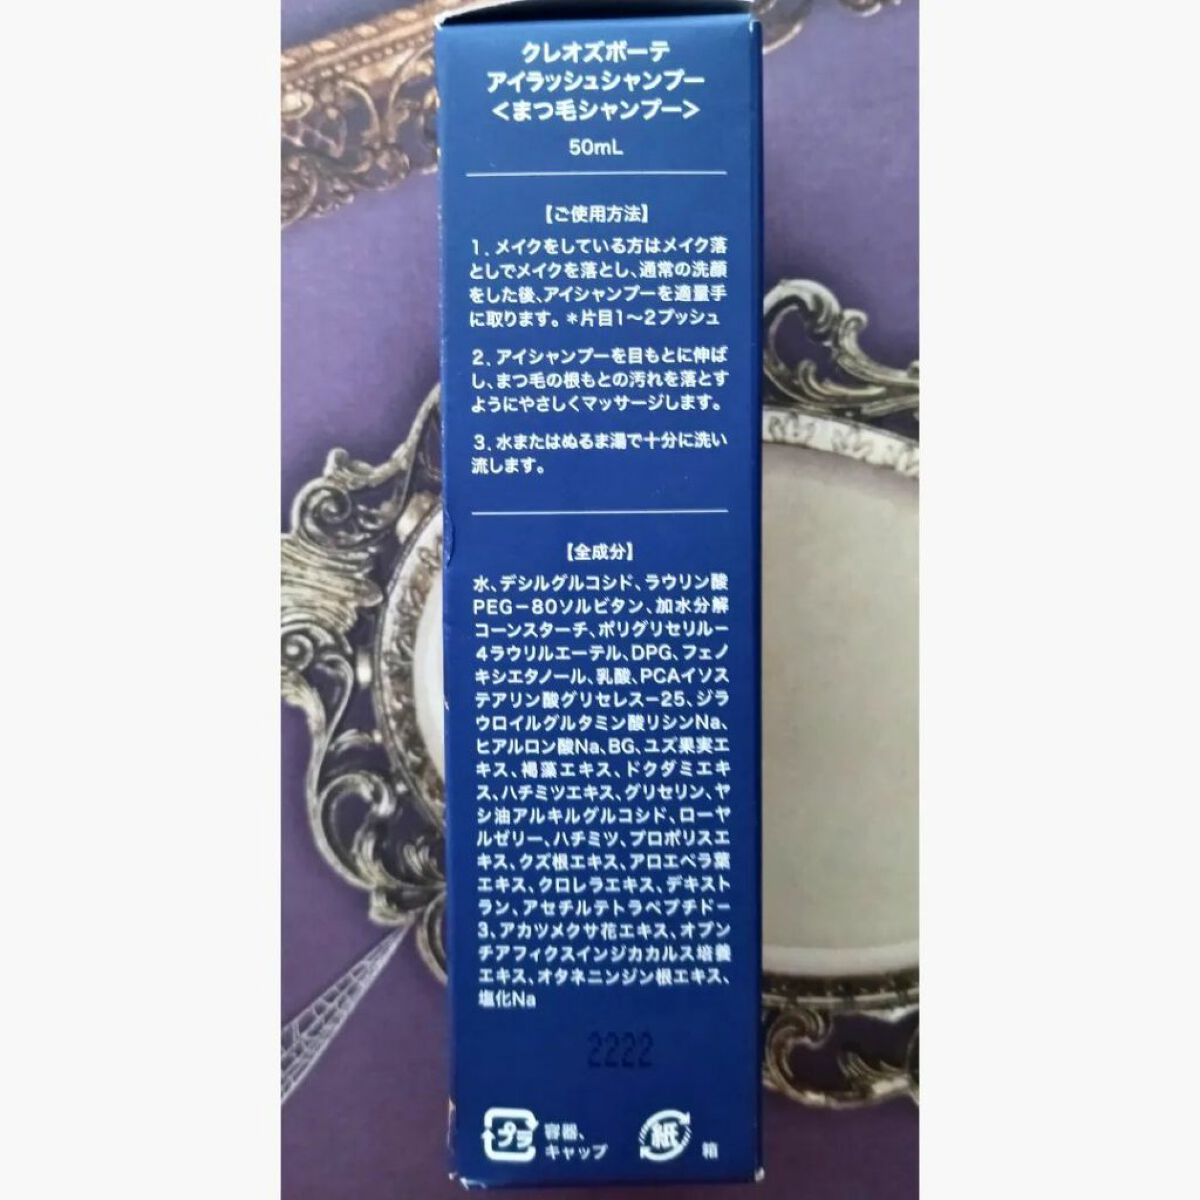 クレオズボーテ
アイラッシュシャンプー
<まつ毛シャンプー>
50mL
【ご使用方法】
1、メイクをしている方はメイク落
としでメイクを落とし、通常の洗顔
をした後、アイシャンプーを適量手
に取ります。*片目1〜2プッシュ
2、アイシャンプーを目もとに伸ば
し、まつ毛の根もとの汚れを落とす
ようにやさしくマッサージします。
3、水またはぬるま湯で十分に洗い
流します。
【全成分】
水、デシルグルコシド、ラウリン酸
PEG-80ソルビタン、加水分解
コーンスターチ、ポリグリセリル-
4ラウリルエーテル、DPG、フェノ
キシエタノール、乳酸、PCAイソス
テアリン酸グリセレス-25、ジラ
ウロイルグルタミン酸リシンNa、
ヒアルロン酸Na、BG、ユズ果実エ
キス、褐藻エキス、ドクダミエキ
ス、ハチミツエキス、グリセリン、ヤ
シ油アルキルグルコシド、ローヤ
ルゼリー、ハチミツ、プロポリスエ
キス、クズ根エキス、アロエベラ葉
エキス、クロレラエキス、デキスト
ラン、アセチルテトラペプチド-
3、アカツメクサ花エキス、オプン
チアフィクスインジカカルス培養
エキス、オタネニンジン根エキス、
塩化Na
2222
プラ 容器、
キャップ
紙 箱